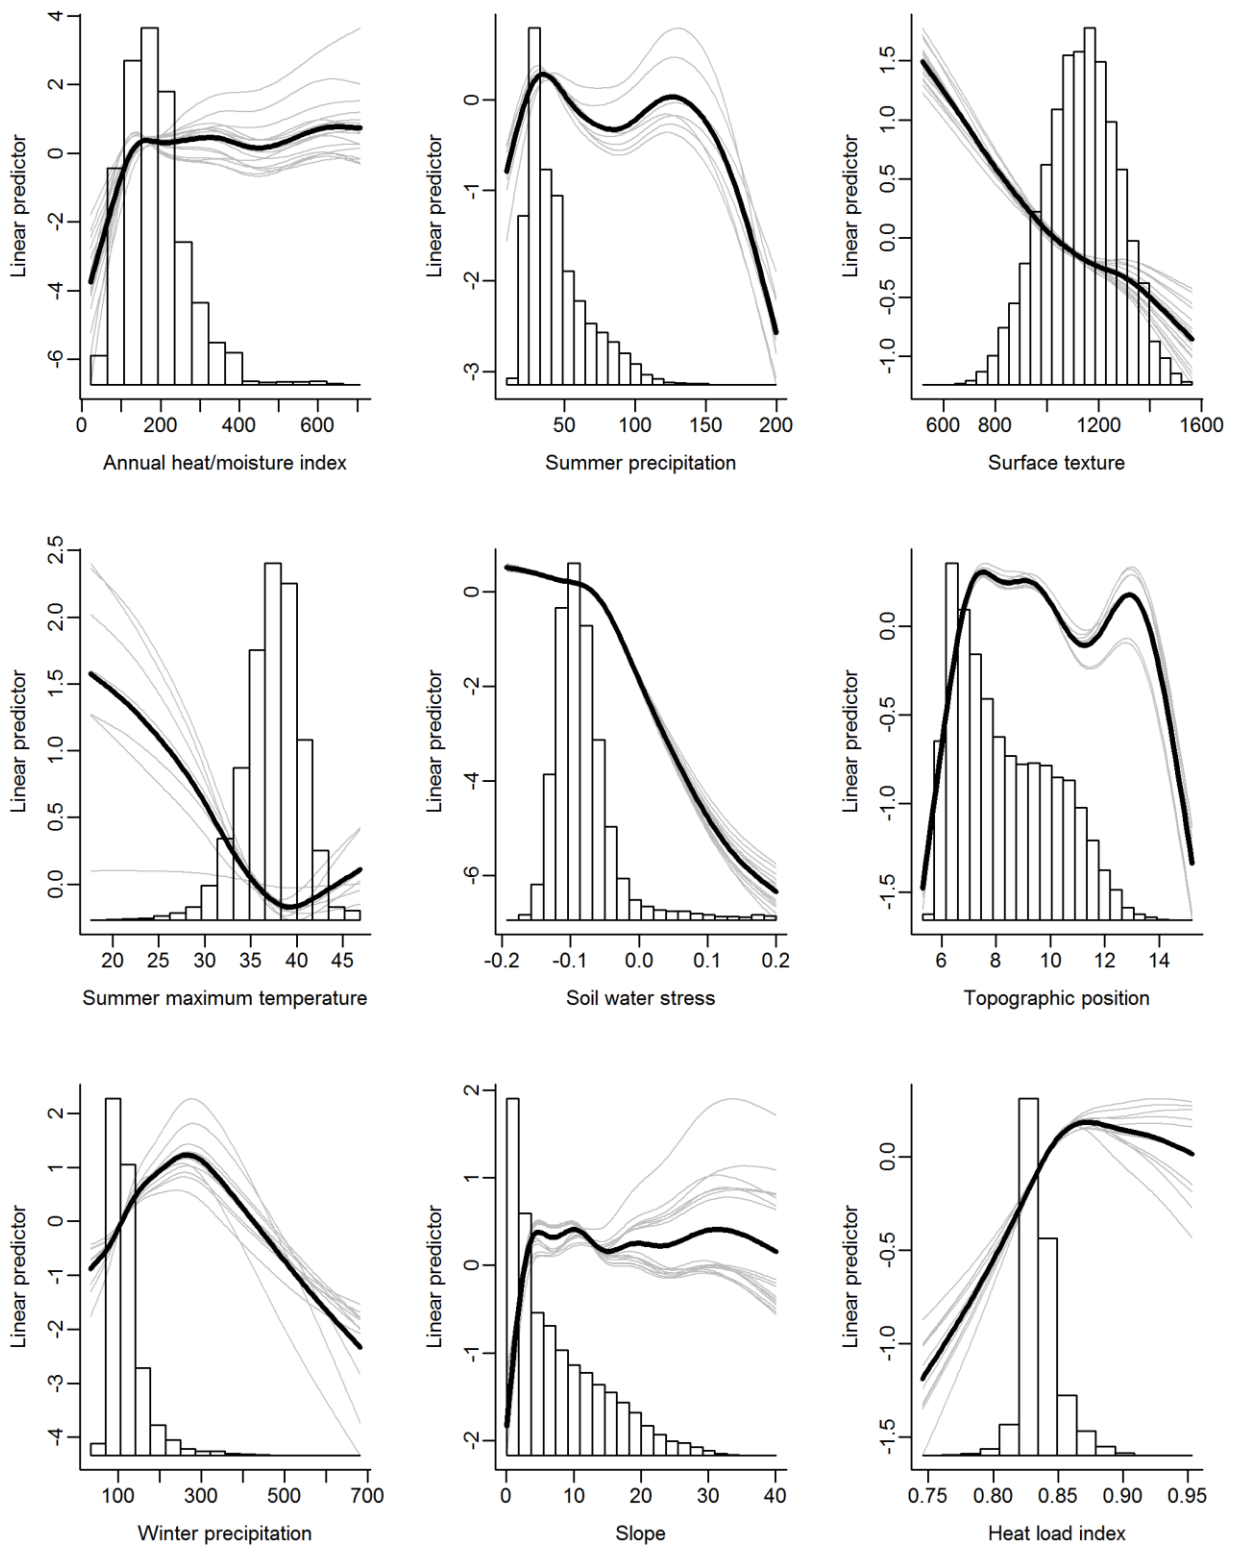 Linear predictor
4
2
0
-2
-4
-6
0 200 400 600
Annual heat/moisture index
Linear predictor
0
-1
-2
-3
50 100 150 200
Summer precipitation
Linear predictor
1.5
1.0
0.5
0.0
-0.5
-1.0
600 800 1200 1600
Surface texture
Linear predictor
2.5
2.0
1.5
1.0
0.5
0.0
20 25 30 35 40 45
Summer maximum temperature
Linear predictor
0
-2
-4
-6
-0.2 -0.1 0.0 0.1 0.2
Soil water stress
Linear predictor
0.0
-0.5
-1.0
-1.5
6 8 10 12 14
Topographic position
Linear predictor
2
1
0
-1
-2
-3
-4
100 300 500 700
Winter precipitation
Linear predictor
2
1
0
-1
-2
0 10 20 30 40
Slope
Linear predictor
0.0
-0.5
-1.0
-1.5
0.75 0.80 0.85 0.90 0.95
Heat load index